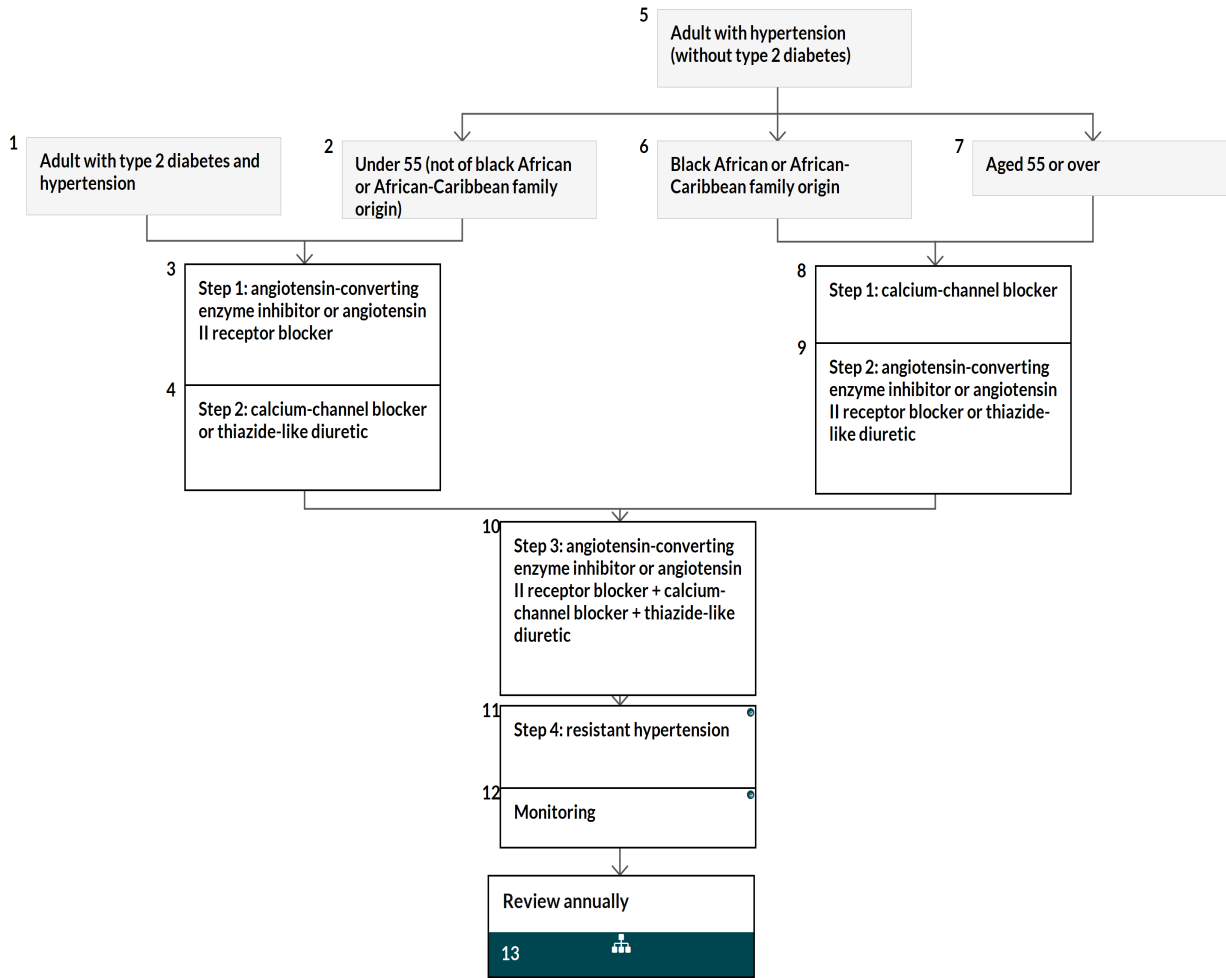 5
Adult with hypertension
(without type 2 diabetes)
1
Adult with type 2 diabetes and
hypertension
2
Under 55 (not of black African
or African-Caribbean family
origin)
6
Black African or African-
Caribbean family origin
7
Aged 55 or over
3
Step 1: angiotensin-converting
enzyme inhibitor or angiotensin
II receptor blocker
4
Step 2: calcium-channel blocker
or thiazide-like diuretic
8
Step 1: calcium-channel blocker
9
Step 2: angiotensin-converting
enzyme inhibitor or angiotensin
II receptor blocker or thiazide-
like diuretic
10
Step 3: angiotensin-converting
enzyme inhibitor or angiotensin
II receptor blocker + calcium-
channel blocker + thiazide-like
diuretic
11
Step 4: resistant hypertension
12
Monitoring
Review annually
13